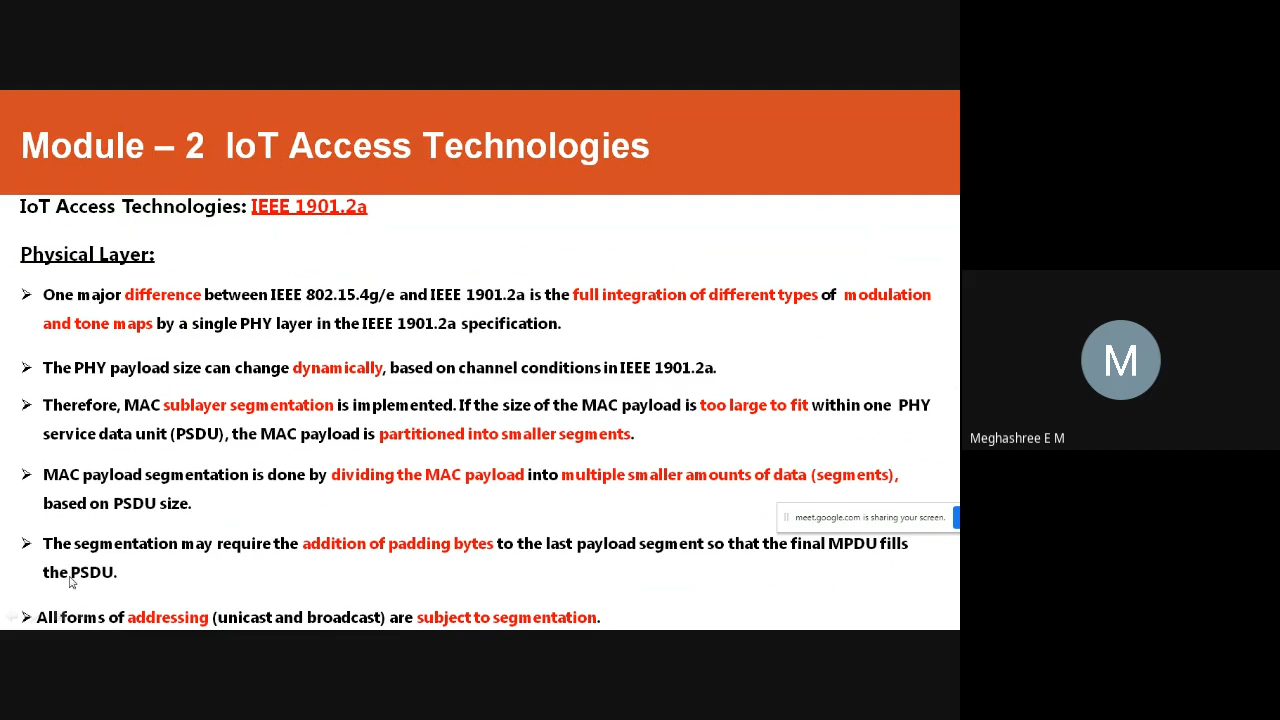 Module – 2 IoT Access Technologies
IoT Access Technologies: IEEE 1901.2a
Physical Layer:
➢ One major difference between IEEE 802.15.4g/e and IEEE 1901.2a is the full integration of different types of modulation
and tone maps by a single PHY layer in the IEEE 1901.2a specification.
➢ The PHY payload size can change dynamically, based on channel conditions in IEEE 1901.2a.
➢ Therefore, MAC sublayer segmentation is implemented. If the size of the MAC payload is too large to fit within one PHY
service data unit (PSDU), the MAC payload is partitioned into smaller segments.
➢ MAC payload segmentation is done by dividing the MAC payload into multiple smaller amounts of data (segments),
based on PSDU size.
meet.google.com is sharing your screen.
➢ The segmentation may require the addition of padding bytes to the last payload segment so that the final MPDU fills
the PSDU.
➢ All forms of addressing (unicast and broadcast) are subject to segmentation.
M
Meghashree E M